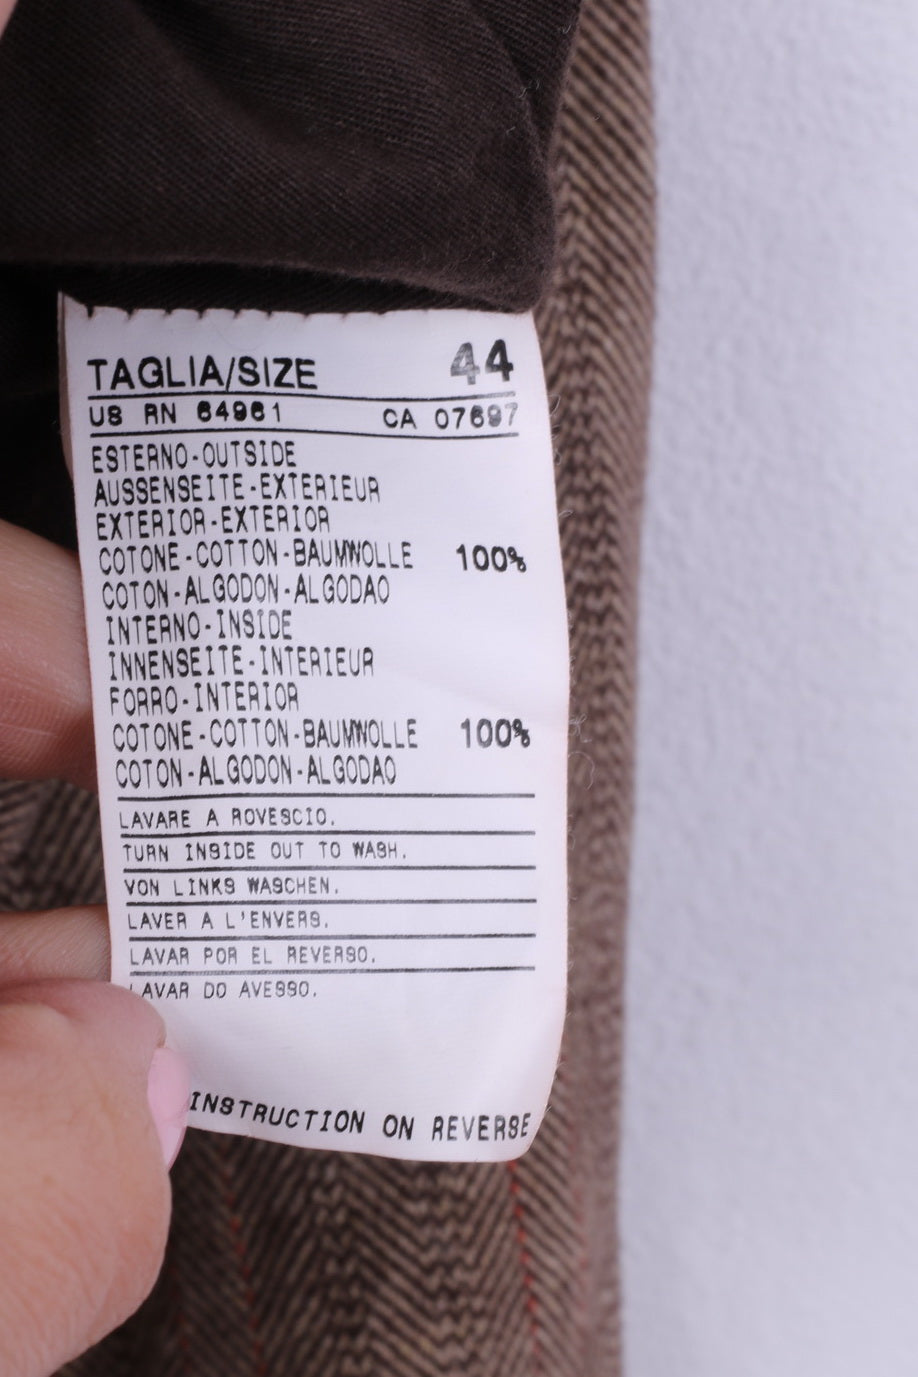 TAGLIA/SIZE 44
US RN 64961 CA 07697
ESTERNO-OUTSIDE
AUSSENSEITE-EXTERIEUR
EXTERIOR-EXTERIOR
COTONE-COTTON-BAUMWOLLE 100%
COTON-ALGODON-ALGODAO
INTERNO-INSIDE
INNENSEITE-INTERIEUR
FORRO-INTERIOR
COTONE-COTTON-BAUMWOLLE 100%
COTON-ALGODON-ALGODAO
LAVARE A ROVESCIO.
TURN INSIDE OUT TO WASH.
VON LINKS WASCHEN.
LAVER A L'ENVERS.
LAVAR POR EL REVERSO.
LAVAR DO AVESSO.
INSTRUCTION ON REVERSE